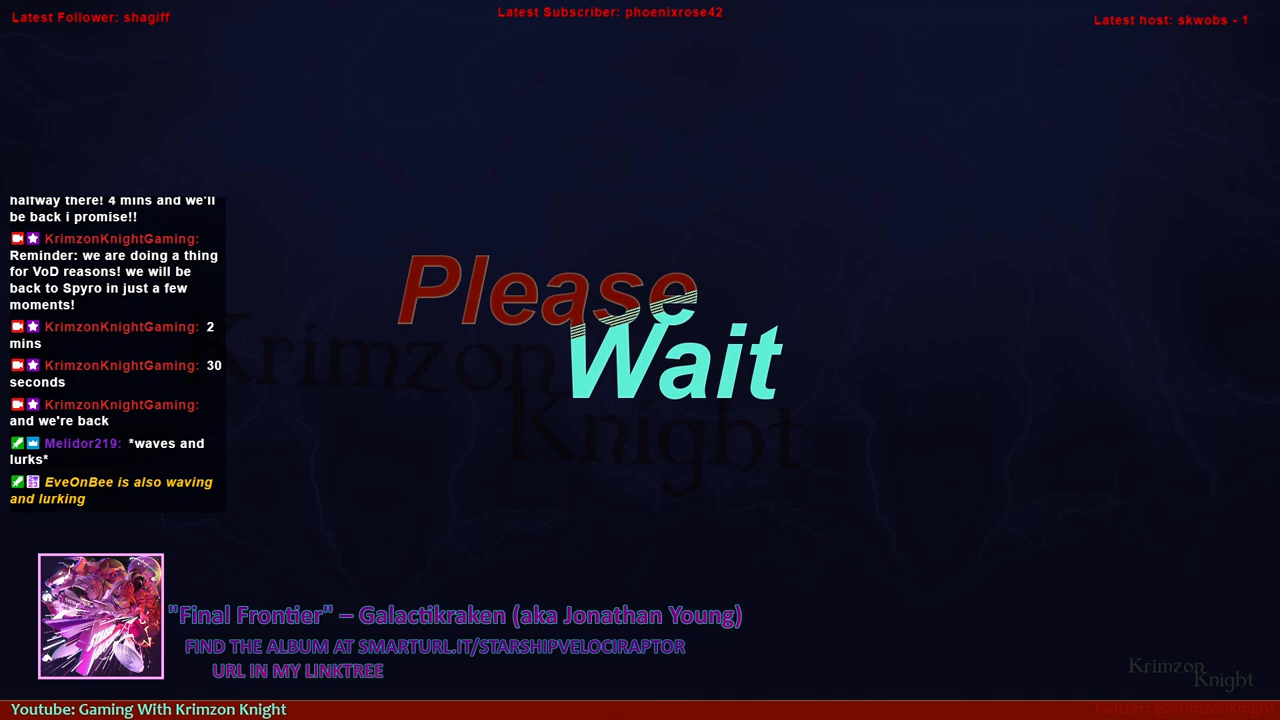 Latest Follower: shagiff
Latest Subscriber: phoenixrose42
Latest host: skwobs - 1
halfway there! 4 mins and we'll
be back i promise!!
KrimzonKnightGaming:
Reminder: we are doing a thing
for VoD reasons! we will be
back to Spyro in just a few
moments!
KrimzonKnightGaming: 2
mins
KrimzonKnightGaming: 30
seconds
KrimzonKnightGaming:
and we're back
Melidor219: *waves and
lurks*
EveOnBee is also waving
and lurking
Please
Wait
Krimzon
Knight
"Final Frontier" – Galactikraken (aka Jonathan Young)
FIND THE ALBUM AT SMARTURL.IT/STARSHIPVELOCIRAPTOR
URL IN MY LINKTREE
Krimzon
Knight
Youtube: Gaming With Krimzon Knight
Twitter: @krimzonknight